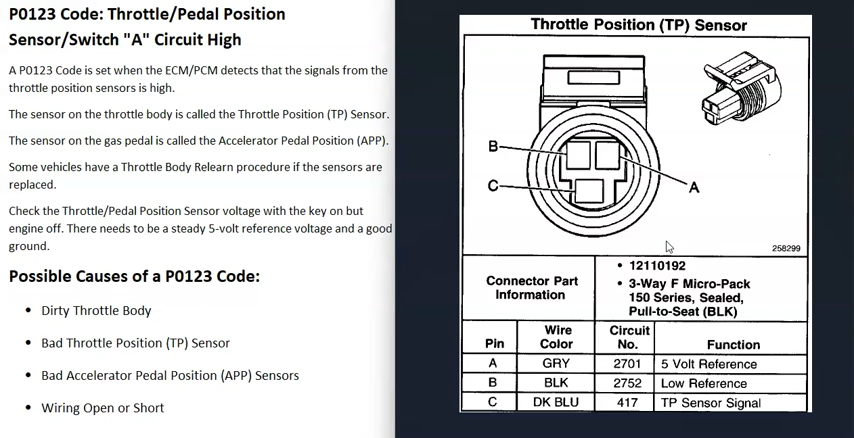 P0123 Code: Throttle/Pedal Position
Sensor/Switch "A" Circuit High
A P0123 Code is set when the ECM/PCM detects that the signals from the
throttle position sensors is high.
The sensor on the throttle body is called the Throttle Position (TP) Sensor.
The sensor on the gas pedal is called the Accelerator Pedal Position (APP).
Some vehicles have a Throttle Body Relearn procedure if the sensors are
replaced.
Check the Throttle/Pedal Position Sensor voltage with the key on but
engine off. There needs to be a steady 5-volt reference voltage and a good
ground.
Possible Causes of a P0123 Code:
• Dirty Throttle Body
• Bad Throttle Position (TP) Sensor
• Bad Accelerator Pedal Position (APP) Sensors
• Wiring Open or Short
Throttle Position (TP) Sensor
B
C
A
258299
Connector Part
Information
• 12110192
• 3-Way F Micro-Pack
150 Series, Sealed,
Pull-to-Seat (BLK)
Pin
Wire
Color
Circuit
No.
Function
A GRY 2701 5 Volt Reference
B BLK 2752 Low Reference
C DK BLU 417 TP Sensor Signal